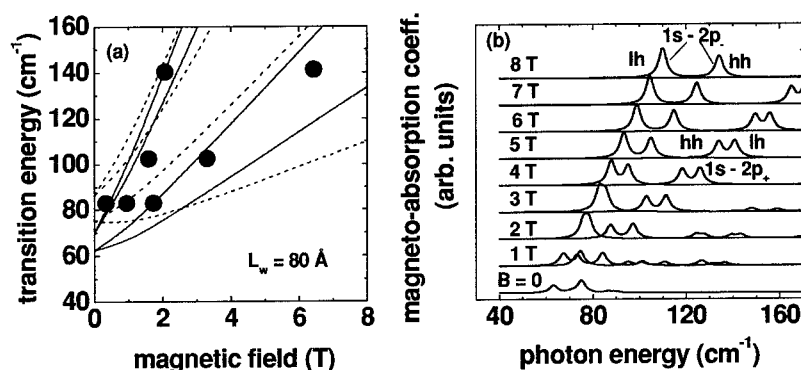 (a)
transition energy (cm⁻¹)
160
140
120
100
80
60
40
0
2
4
6
8
L_w = 80 Å
magnetic field (T)
(b)
magneto-absorption coeff.
(arb. units)
1s - 2p_-
lh
hh
8 T
7 T
6 T
5 T
hh
lh
4 T
1s - 2p_+
3 T
2 T
1 T
B = 0
40
80
120
160
photon energy (cm⁻¹)